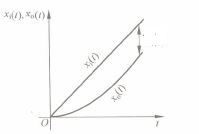 x_i(t), x_o(t)
x_i(t)
x_o(t)
O
t